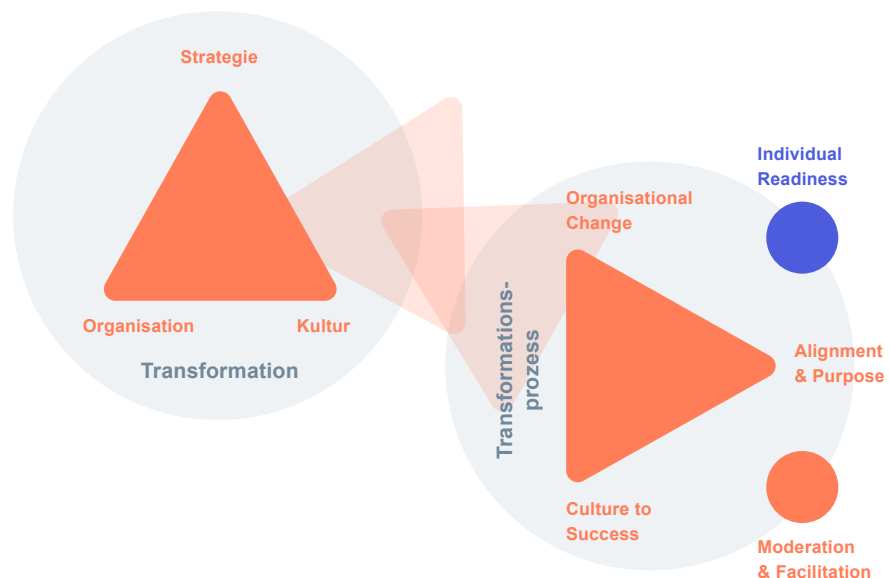 Strategie
Organisation
Kultur
Transformation
Transformations-
prozess
Organisational
Change
Individual
Readiness
Alignment
& Purpose
Culture to
Success
Moderation
& Facilitation